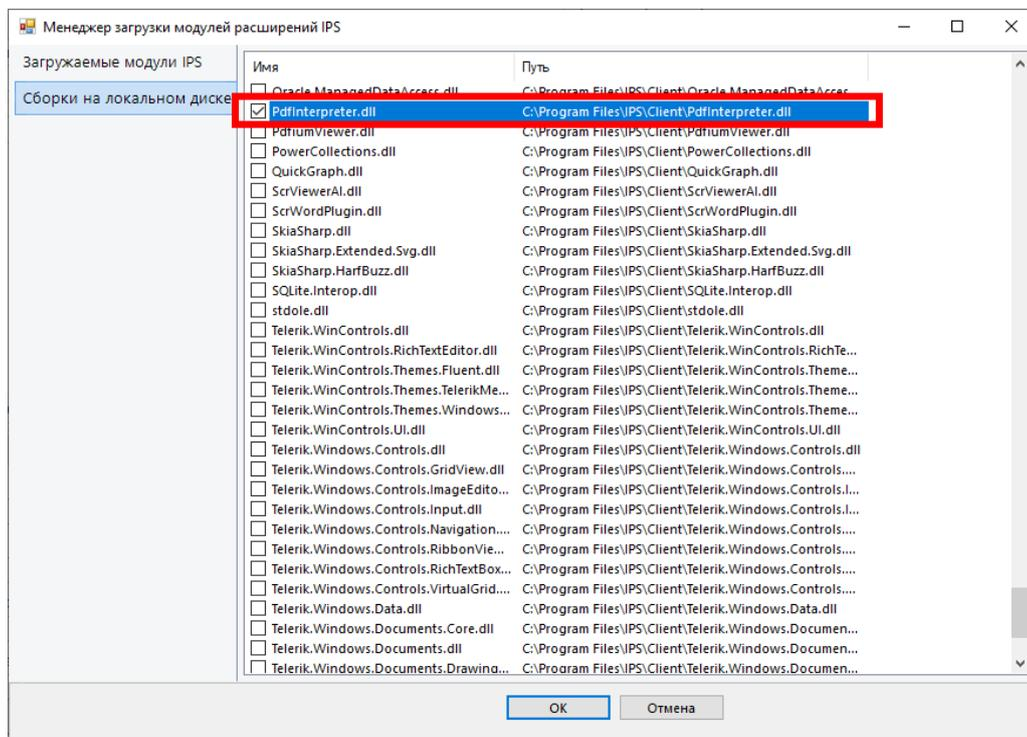 Менеджер загрузки модулей расширений IPS
Загружаемые модули IPS
Сборки на локальном диске
Имя Путь
Oracle.ManagedDataAccess.dll C:\Program Files\IPS\Client\Oracle.ManagedDataAcces...
PdfInterpreter.dll C:\Program Files\IPS\Client\PdfInterpreter.dll
PdfiumViewer.dll C:\Program Files\IPS\Client\PdfiumViewer.dll
PowerCollections.dll C:\Program Files\IPS\Client\PowerCollections.dll
QuickGraph.dll C:\Program Files\IPS\Client\QuickGraph.dll
ScrViewerAI.dll C:\Program Files\IPS\Client\ScrViewerAI.dll
ScrWordPlugin.dll C:\Program Files\IPS\Client\ScrWordPlugin.dll
SkiaSharp.dll C:\Program Files\IPS\Client\SkiaSharp.dll
SkiaSharp.Extended.Svg.dll C:\Program Files\IPS\Client\SkiaSharp.Extended.Svg.dll
SkiaSharp.HarfBuzz.dll C:\Program Files\IPS\Client\SkiaSharp.HarfBuzz.dll
SQLite.Interop.dll C:\Program Files\IPS\Client\SQLite.Interop.dll
stdole.dll C:\Program Files\IPS\Client\stdole.dll
Telerik.WinControls.dll C:\Program Files\IPS\Client\Telerik.WinControls.dll
Telerik.WinControls.RichTextEditor.dll C:\Program Files\IPS\Client\Telerik.WinControls.RichTe...
Telerik.WinControls.Themes.Fluent.dll C:\Program Files\IPS\Client\Telerik.WinControls.Theme...
Telerik.WinControls.Themes.TelerikMe... C:\Program Files\IPS\Client\Telerik.WinControls.Theme...
Telerik.WinControls.Themes.Windows... C:\Program Files\IPS\Client\Telerik.WinControls.Theme...
Telerik.WinControls.UI.dll C:\Program Files\IPS\Client\Telerik.WinControls.UI.dll
Telerik.Windows.Controls.dll C:\Program Files\IPS\Client\Telerik.Windows.Controls.dll
Telerik.Windows.Controls.GridView.dll C:\Program Files\IPS\Client\Telerik.Windows.Controls....
Telerik.Windows.Controls.ImageEdito... C:\Program Files\IPS\Client\Telerik.Windows.Controls.I...
Telerik.Windows.Controls.Input.dll C:\Program Files\IPS\Client\Telerik.Windows.Controls.I...
Telerik.Windows.Controls.Navigation.... C:\Program Files\IPS\Client\Telerik.Windows.Controls....
Telerik.Windows.Controls.RibbonVie... C:\Program Files\IPS\Client\Telerik.Windows.Controls....
Telerik.Windows.Controls.RichTextBox... C:\Program Files\IPS\Client\Telerik.Windows.Controls....
Telerik.Windows.Controls.VirtualGrid.... C:\Program Files\IPS\Client\Telerik.Windows.Controls....
Telerik.Windows.Data.dll C:\Program Files\IPS\Client\Telerik.Windows.Data.dll
Telerik.Windows.Documents.Core.dll C:\Program Files\IPS\Client\Telerik.Windows.Documen...
Telerik.Windows.Documents.dll C:\Program Files\IPS\Client\Telerik.Windows.Documen...
Telerik.Windows.Documents.Drawing... C:\Program Files\IPS\Client\Telerik.Windows.Documen...
OK Отмена